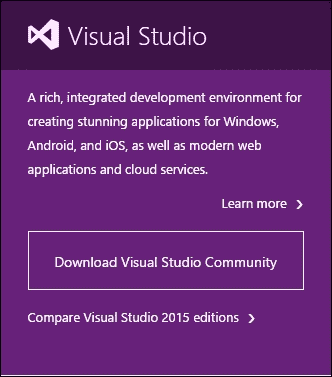 Visual Studio
A rich, integrated development environment for
creating stunning applications for Windows,
Android, and iOS, as well as modern web
applications and cloud services.
Learn more >
Download Visual Studio Community
Compare Visual Studio 2015 editions >